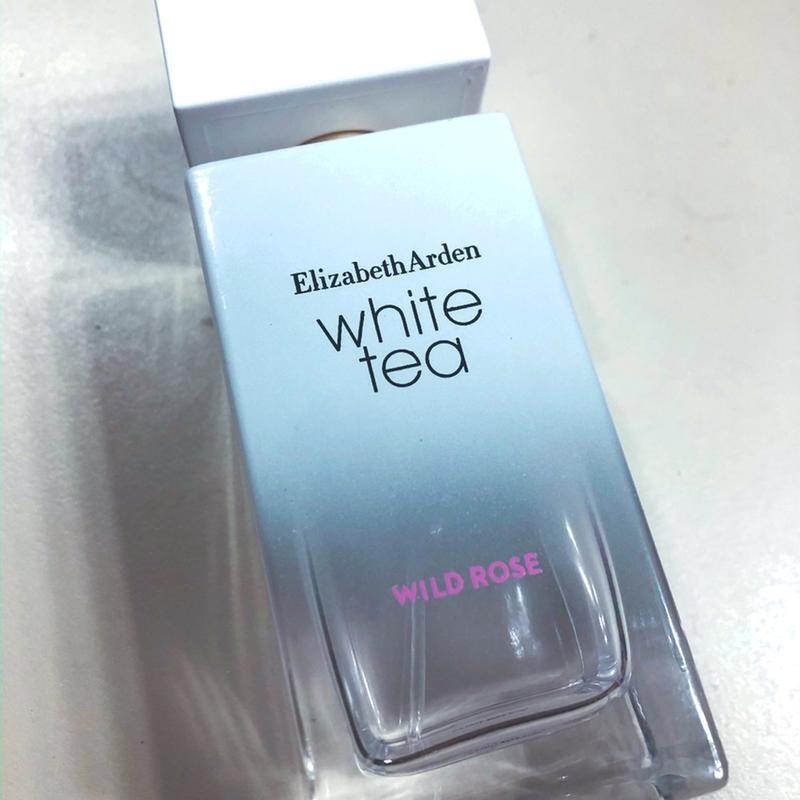 ElizabethArden
white
tea
WILD ROSE